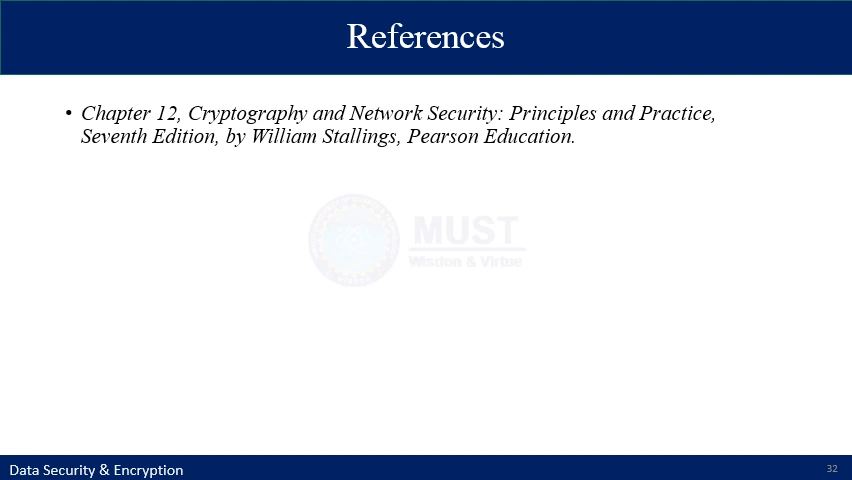 References
• Chapter 12, Cryptography and Network Security: Principles and Practice,
Seventh Edition, by William Stallings, Pearson Education.
MUST
Wisdom & Virtue
Data Security & Encryption
32